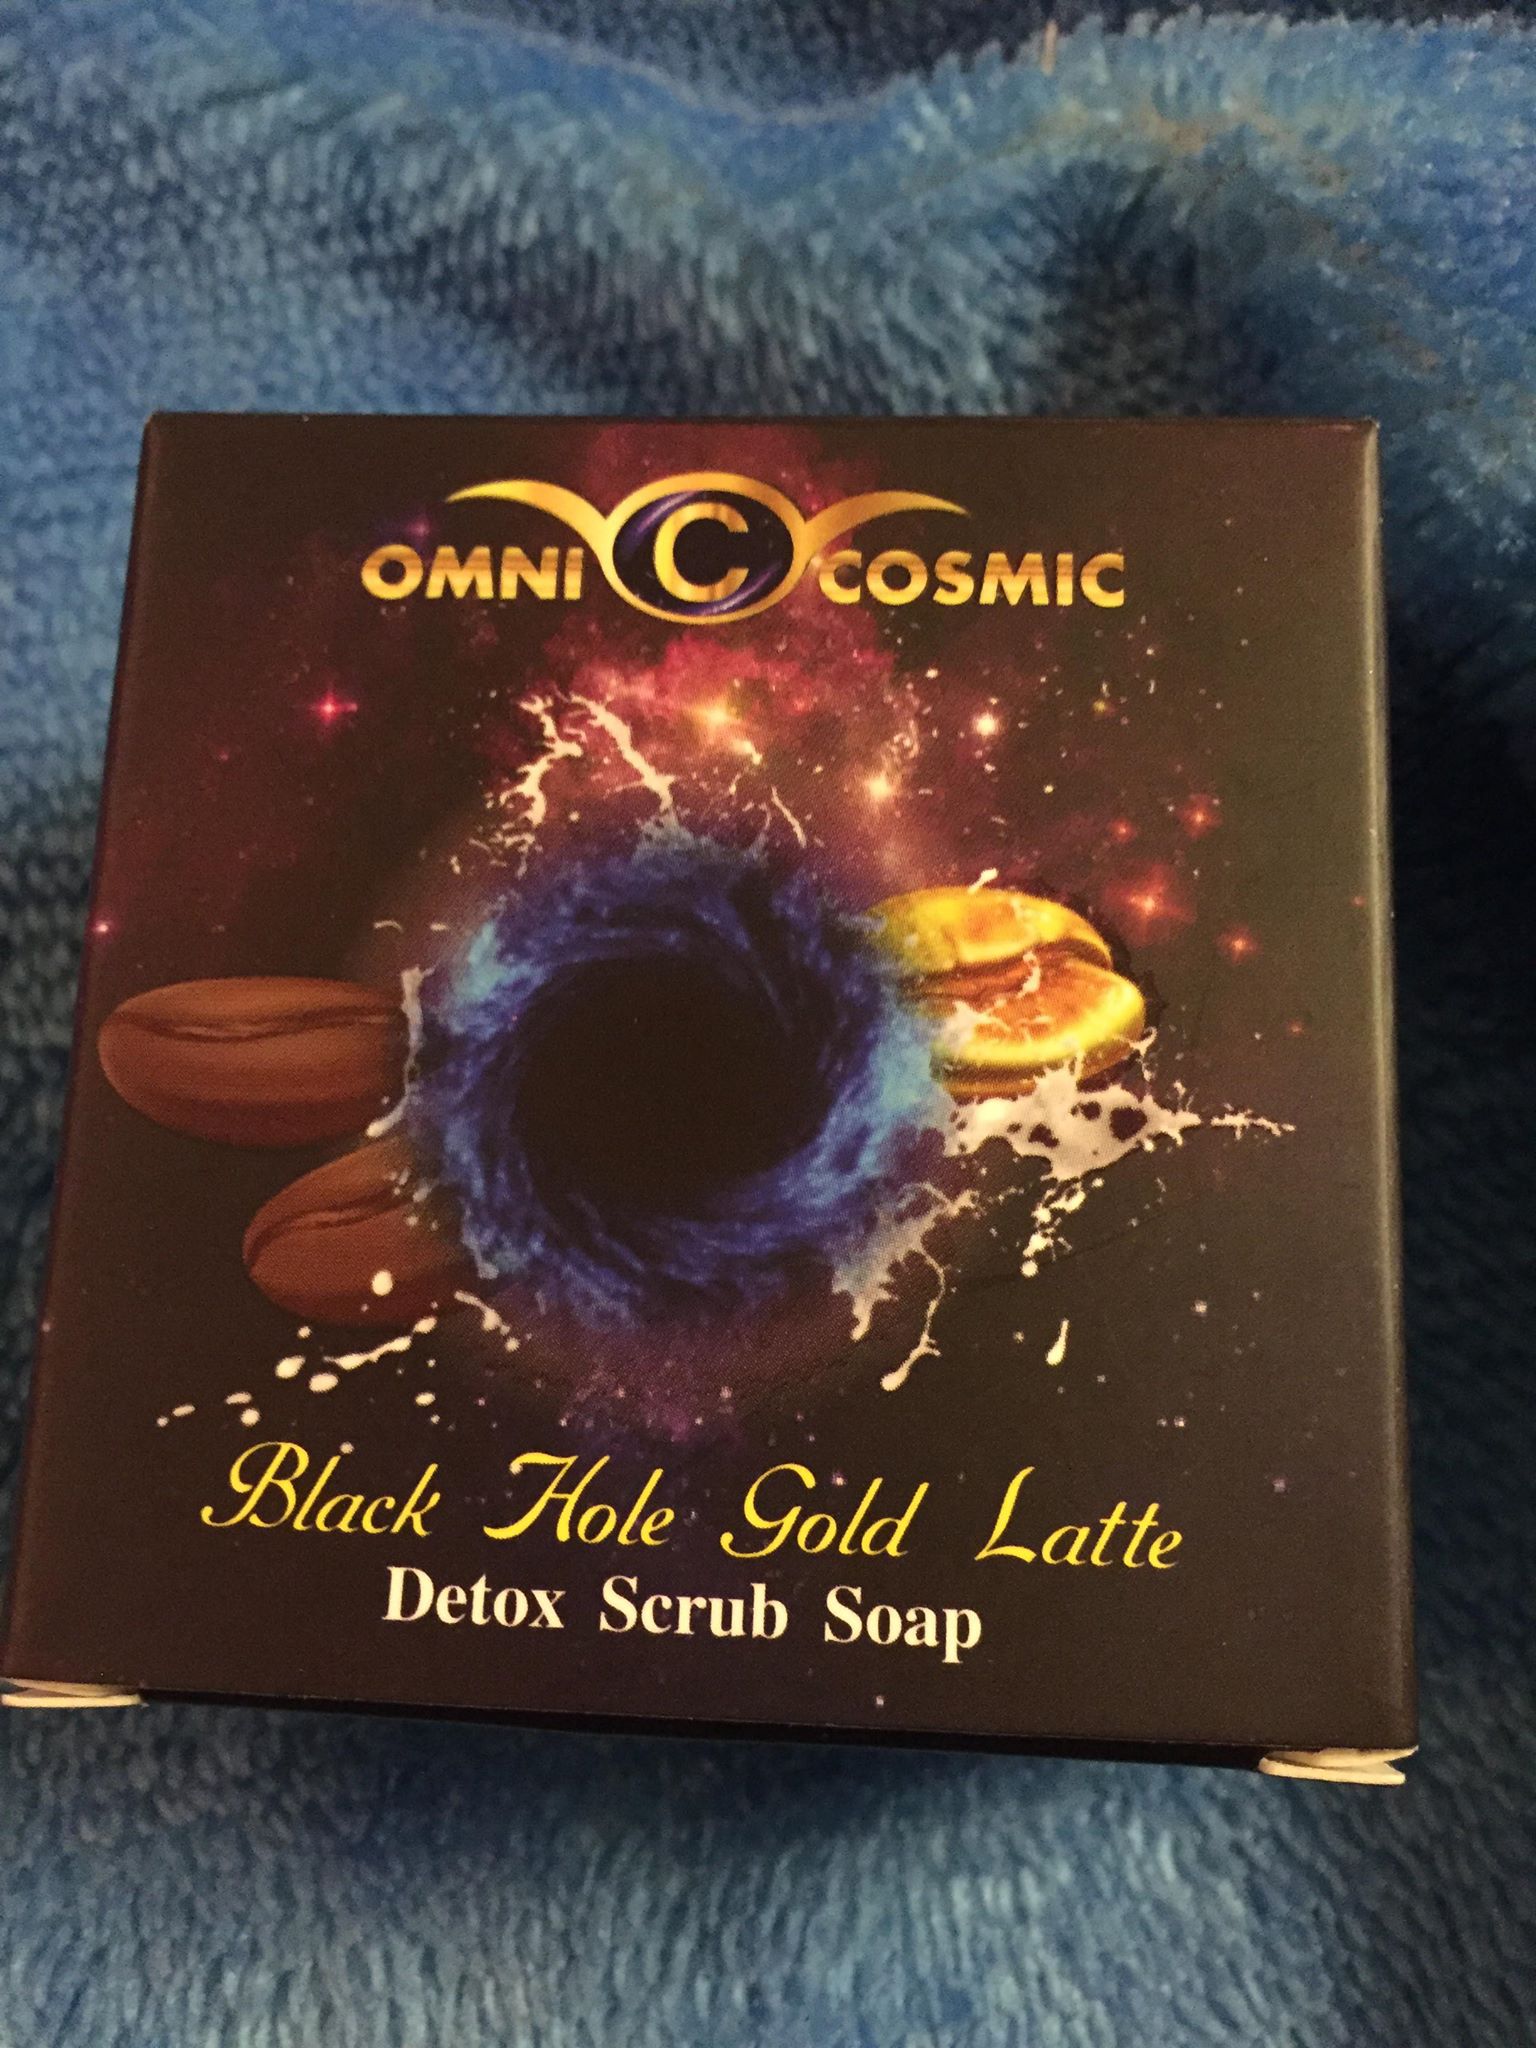 OMNI C COSMIC
Black Hole Gold Latte
Detox Scrub Soap